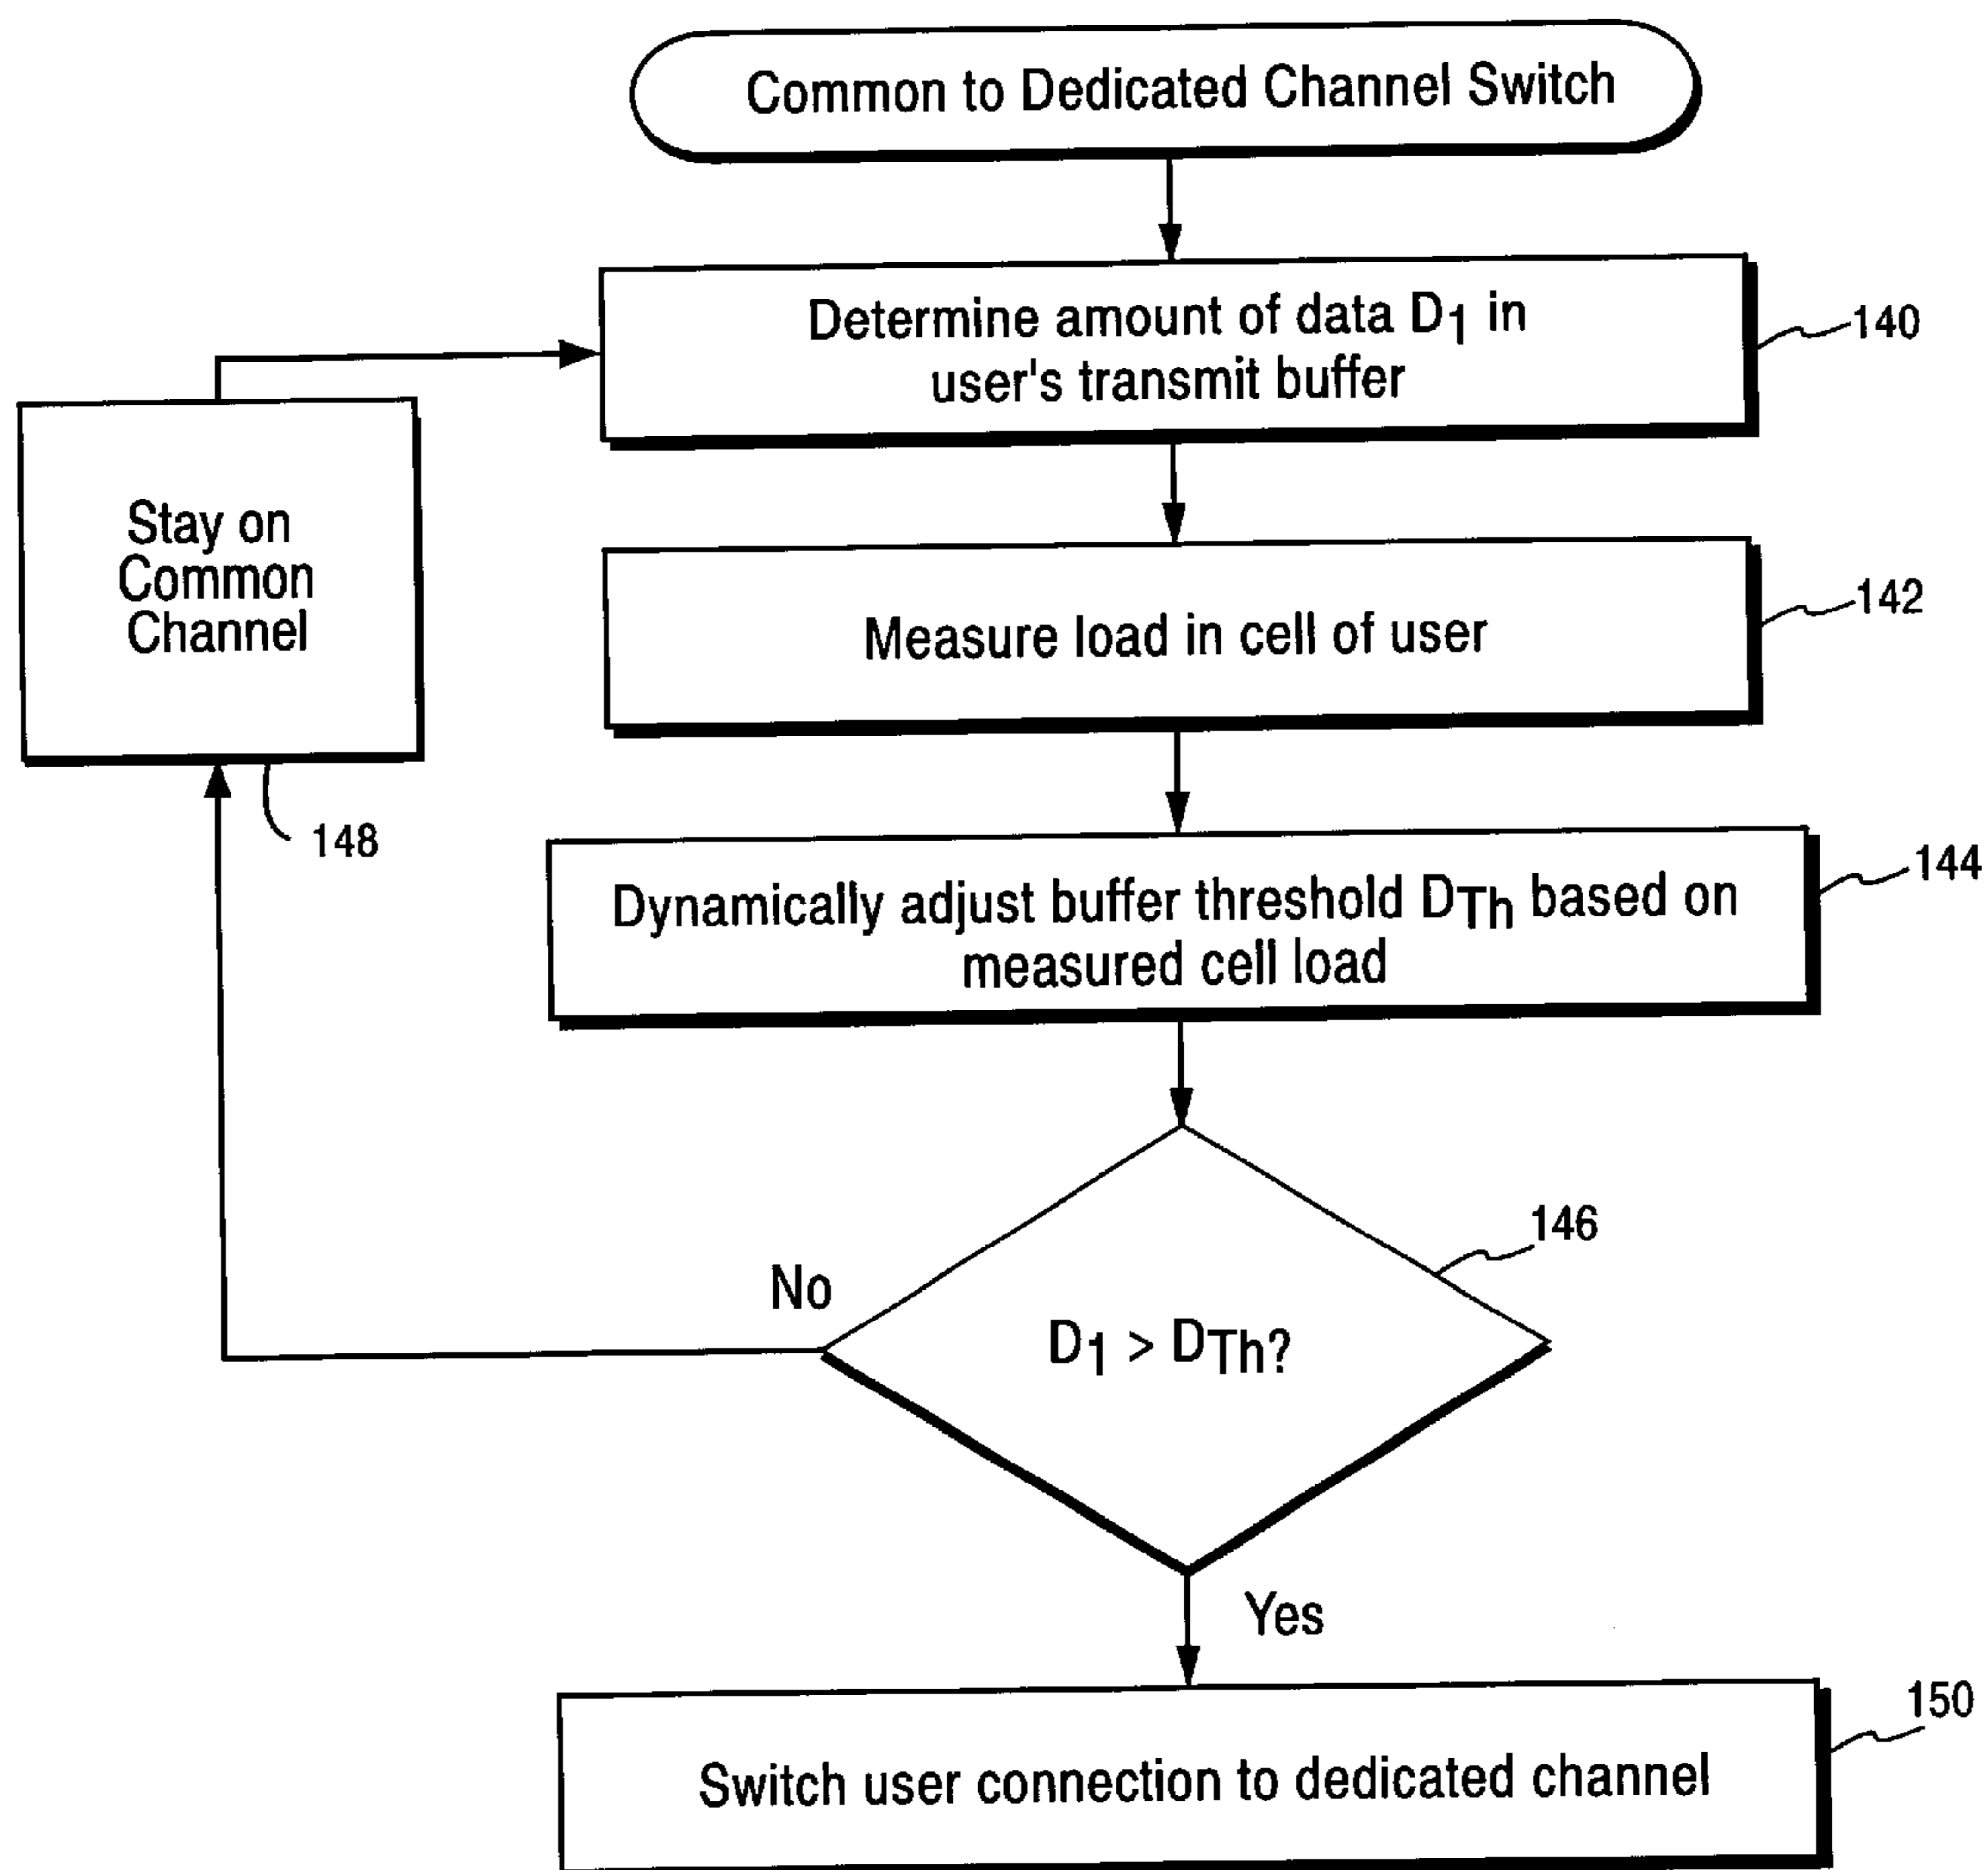 Common to Dedicated Channel Switch
Determine amount of data D1 in
user's transmit buffer
140
Measure load in cell of user
142
Stay on
Common
Channel
148
Dynamically adjust buffer threshold DTh based on
measured cell load
144
D1 > DTh?
146
No
Yes
Switch user connection to dedicated channel
150